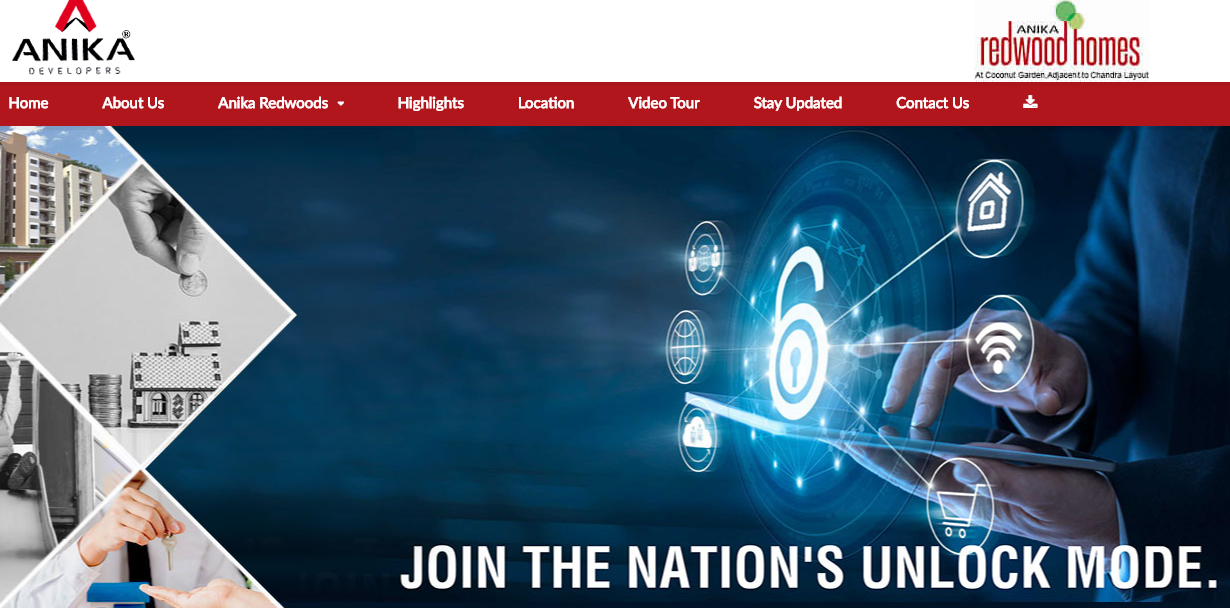 ANIKA®
DEVELOPERS
ANIKA
redwood homes
At Coconut Garden,Adjacent to Chandra Layout
Home About Us Anika Redwoods Highlights Location Video Tour Stay Updated Contact Us
JOIN THE NATION'S UNLOCK MODE.